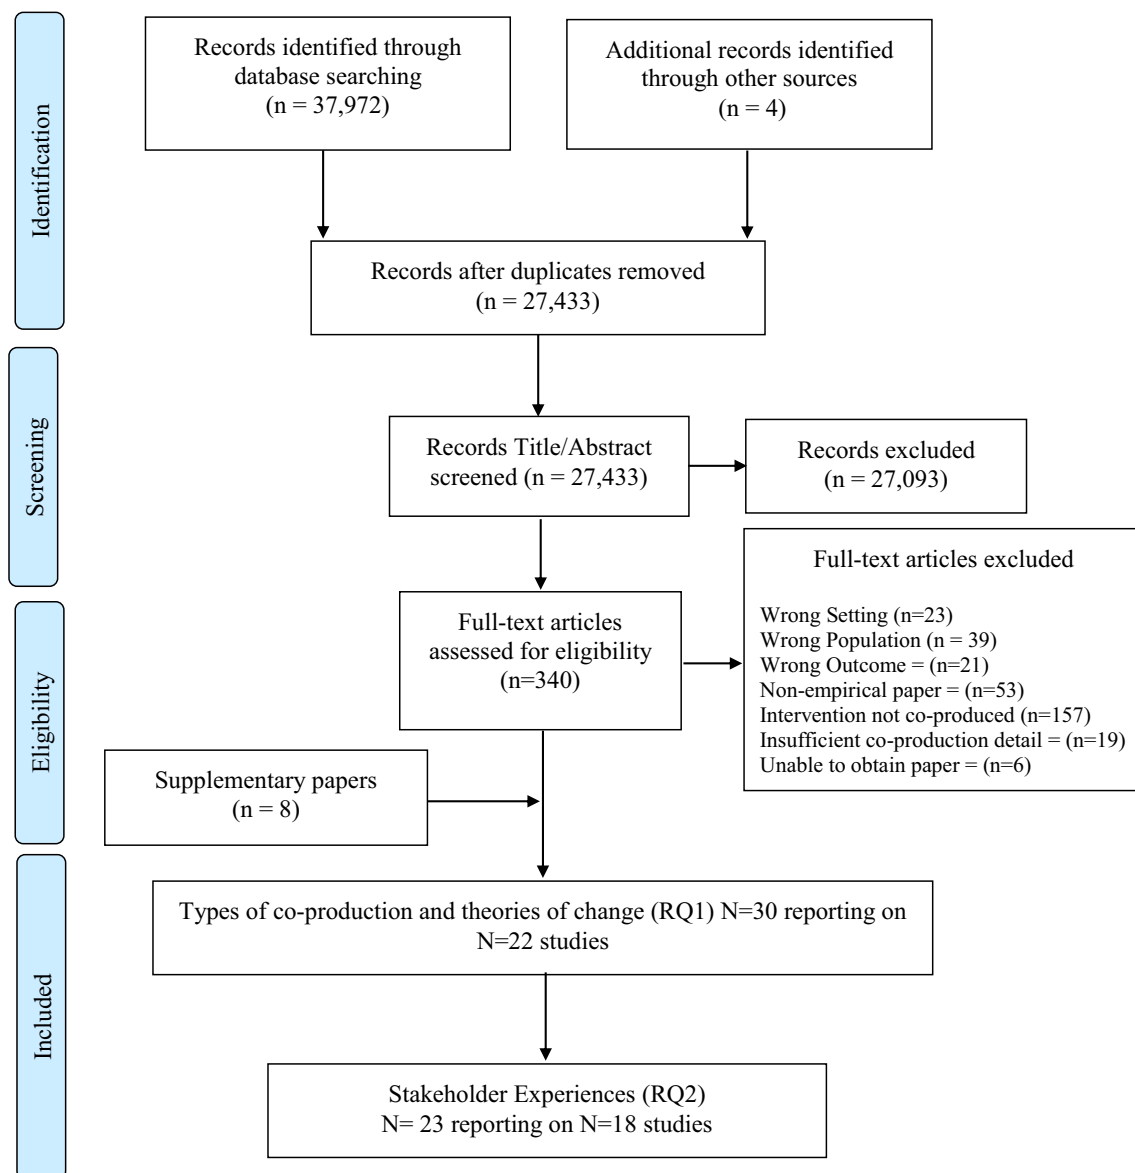 Identification
Records identified through
database searching
(n = 37,972)
Additional records identified
through other sources
(n = 4)
Records after duplicates removed
(n = 27,433)
Screening
Records Title/Abstract
screened (n = 27,433)
Records excluded
(n = 27,093)
Eligibility
Full-text articles
assessed for eligibility
(n=340)
Full-text articles excluded
Wrong Setting (n=23)
Wrong Population (n = 39)
Wrong Outcome = (n=21)
Non-empirical paper = (n=53)
Intervention not co-produced (n=157)
Insufficient co-production detail = (n=19)
Unable to obtain paper = (n=6)
Supplementary papers
(n = 8)
Included
Types of co-production and theories of change (RQ1) N=30 reporting on
N=22 studies
Stakeholder Experiences (RQ2)
N= 23 reporting on N=18 studies